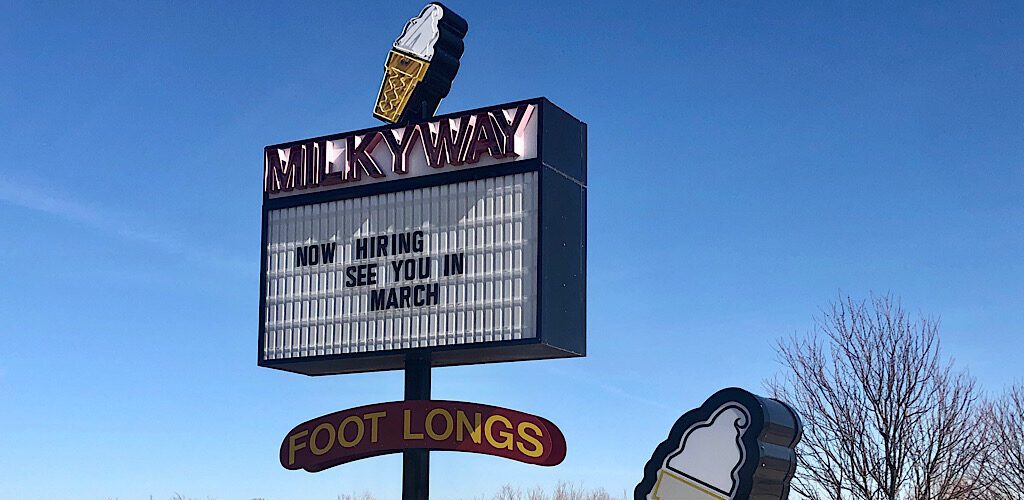 MILKYWAY
NOW HIRING
SEE YOU IN
MARCH
FOOT LONGS